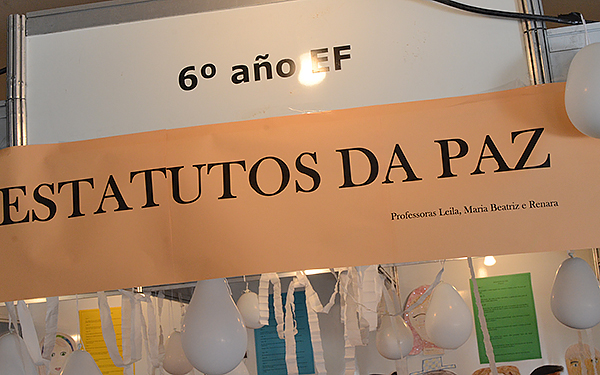 6º año EF
ESTATUTOS DA PAZ
Professoras Leila, Maria Beatriz e Renara